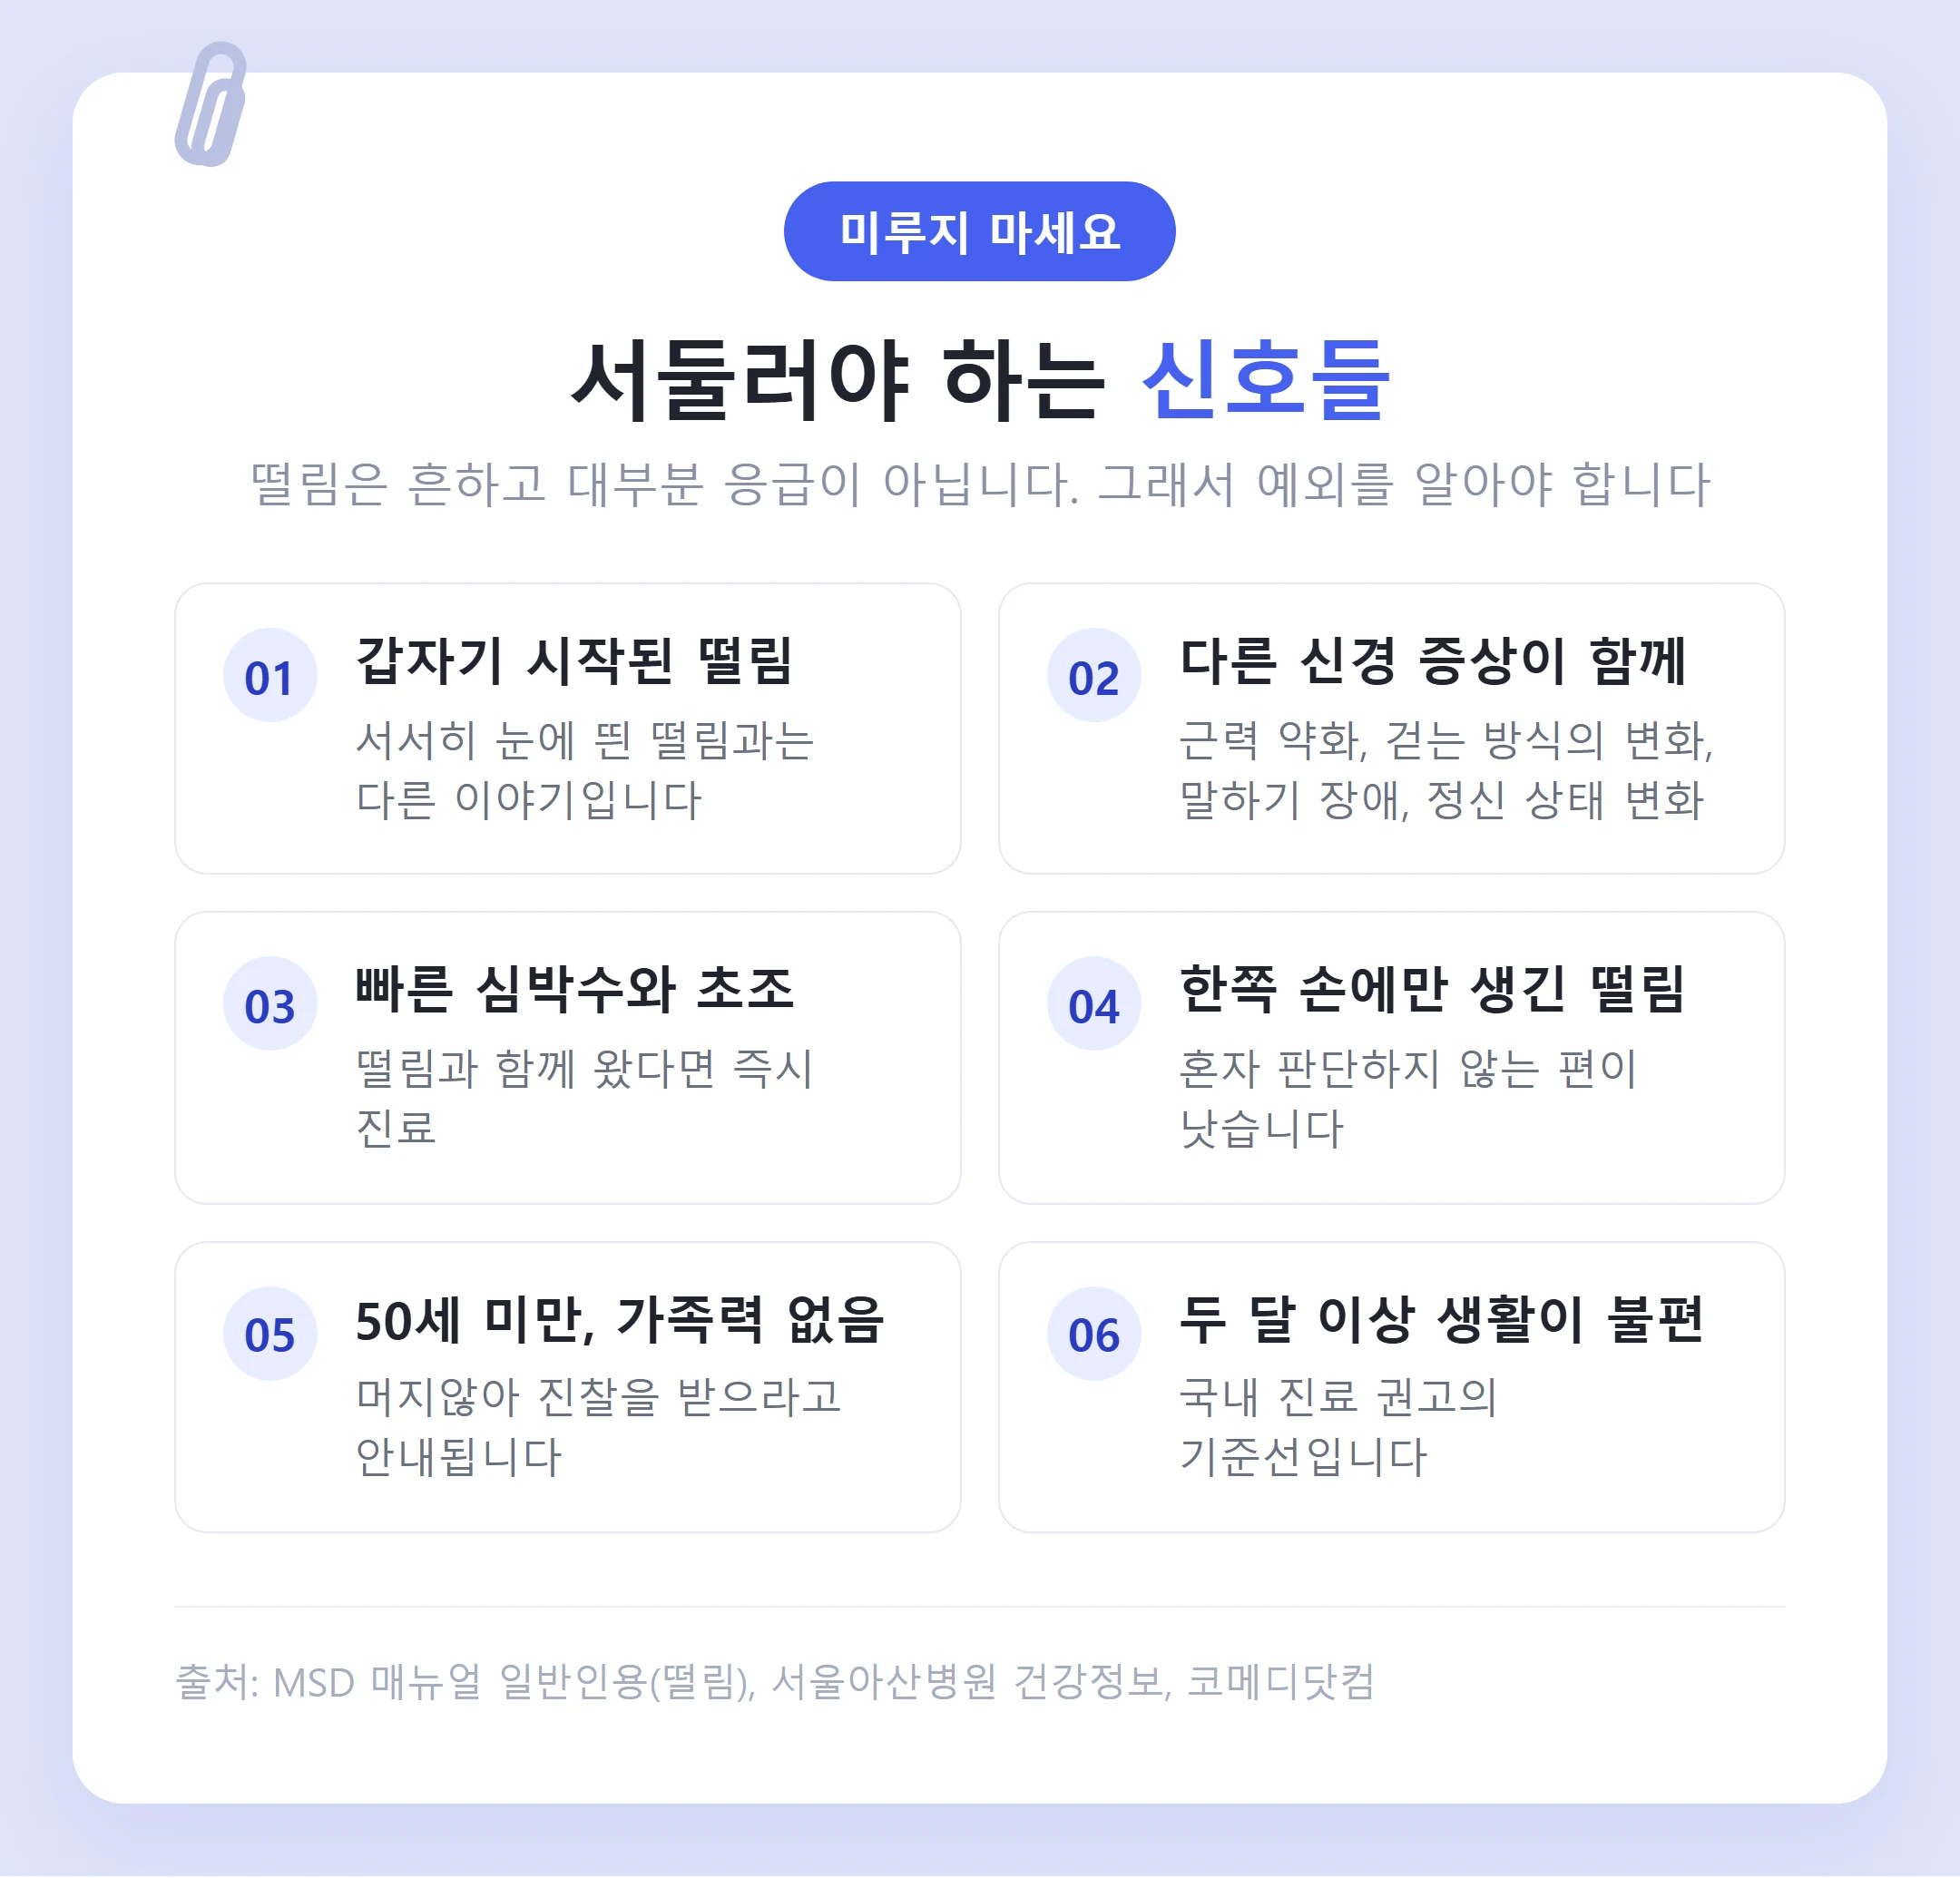 미루지 마세요
서둘러야 하는 신호들
떨림은 흔하고 대부분 응급이 아닙니다. 그래서 예외를 알아야 합니다
01
갑자기 시작된 떨림
서서히 눈에 띈 떨림과는
다른 이야기입니다
02
다른 신경 증상이 함께
근력 약화, 걷는 방식의 변화,
말하기 장애, 정신 상태 변화
03
빠른 심박수와 초조
떨림과 함께 왔다면 즉시
진료
04
한쪽 손에만 생긴 떨림
혼자 판단하지 않는 편이
낫습니다
05
50세 미만, 가족력 없음
머지않아 진찰을 받으라고
안내됩니다
06
두 달 이상 생활이 불편
국내 진료 권고의
기준선입니다
출처: MSD 매뉴얼 일반인용(떨림), 서울아산병원 건강정보, 코메디닷컴